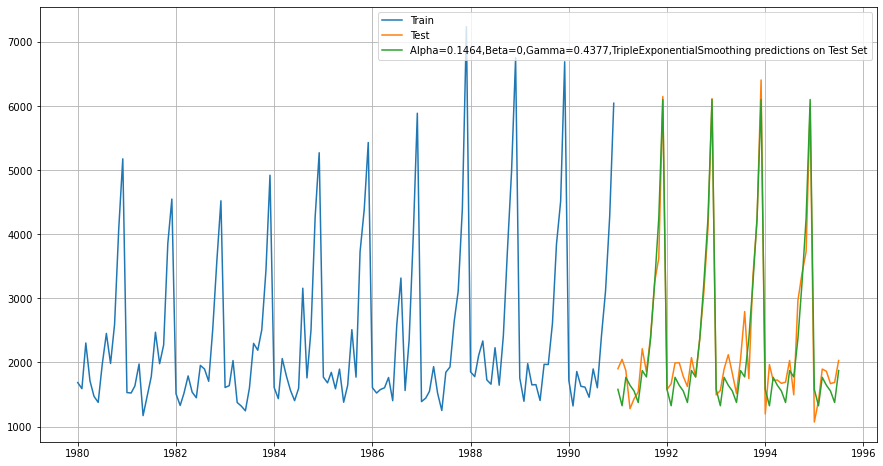 Train
Test
Alpha=0.1464,Beta=0,Gamma=0.4377,TripleExponentialSmoothing predictions on Test Set
7000
6000
5000
4000
3000
2000
1000
1980 1982 1984 1986 1988 1990 1992 1994 1996